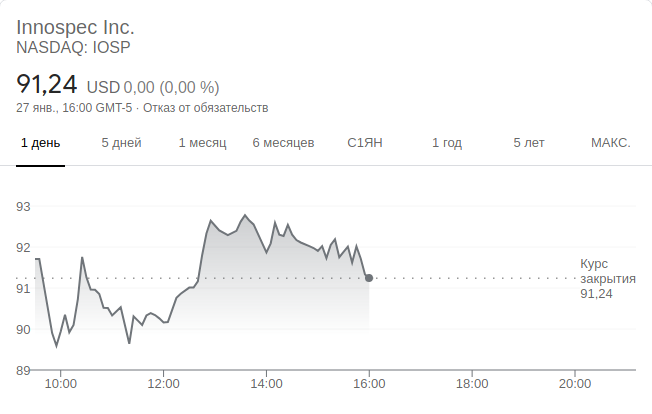 Innospec Inc.
NASDAQ: IOSP
91,24 USD 0,00 (0,00 %)
27 янв., 16:00 GMT-5 · Отказ от обязательств
1 день 5 дней 1 месяц 6 месяцев С1ЯН 1 год 5 лет МАКС.
93
92
91
90
89
Курс
закрытия
91,24
10:00 12:00 14:00 16:00 18:00 20:00